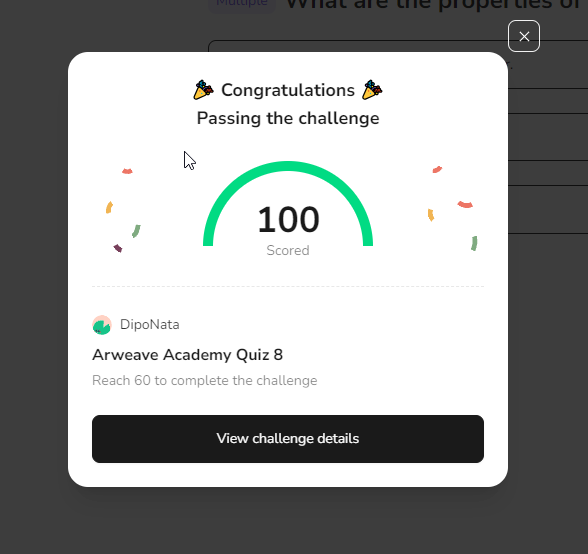 Multiple What are the properties of
Congratulations
Passing the challenge
100
Scored
DipoNata
Arweave Academy Quiz 8
Reach 60 to complete the challenge
View challenge details